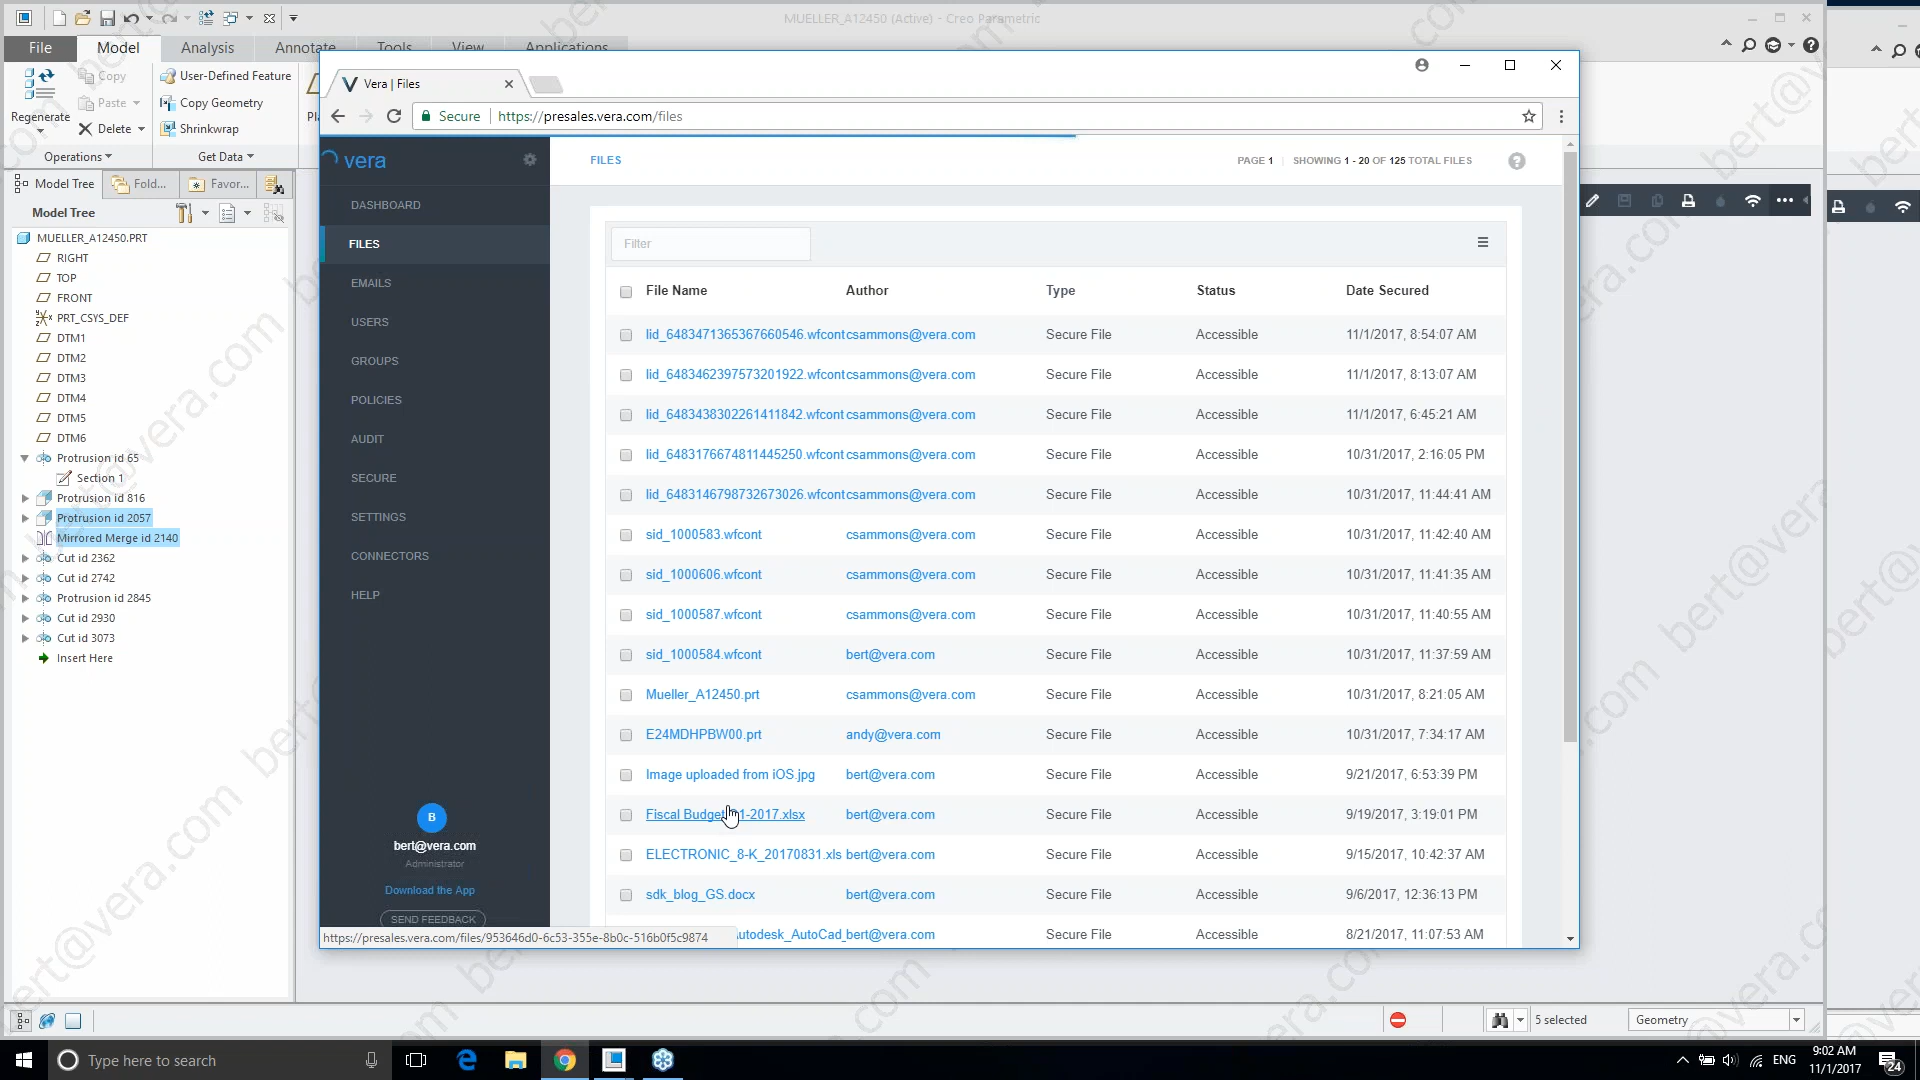 MUELLER_A12450 (Active) - Creo Parametric
File Model Analysis Annotate Tools View Applications
Regenerate
Copy
Paste
Delete
User-Defined Feature
Copy Geometry
Shrinkwrap
Operations
Get Data
Model Tree Fold... Favor...
Model Tree
MUELLER_A12450.PRT
RIGHT
TOP
FRONT
PRT_CSYS_DEF
DTM1
DTM2
DTM3
DTM4
DTM5
DTM6
Protrusion id 65
Section 1
Protrusion id 816
Protrusion id 2057
Mirrored Merge id 2140
Cut id 2362
Cut id 2742
Protrusion id 2845
Cut id 2930
Cut id 3073
Insert Here
Vera | Files
Secure https://presales.vera.com/files
vera
DASHBOARD
FILES
EMAILS
USERS
GROUPS
POLICIES
AUDIT
SECURE
SETTINGS
CONNECTORS
HELP
B
bert@vera.com
Administrator
Download the App
SEND FEEDBACK
https://presales.vera.com/files/953646d0-6c53-355e-8b0c-516b0f5c9874
FILES PAGE 1 SHOWING 1 - 20 OF 125 TOTAL FILES
Filter
File Name Author Type Status Date Secured
lid_6483471365367660546.wfcont csammons@vera.com Secure File Accessible 11/1/2017, 8:54:07 AM
lid_6483462397573201922.wfcont csammons@vera.com Secure File Accessible 11/1/2017, 8:13:07 AM
lid_6483438302261411842.wfcont csammons@vera.com Secure File Accessible 11/1/2017, 6:45:21 AM
lid_6483176674811445250.wfcont csammons@vera.com Secure File Accessible 10/31/2017, 2:16:05 PM
lid_6483146798732673026.wfcont csammons@vera.com Secure File Accessible 10/31/2017, 11:44:41 AM
sid_1000583.wfcont csammons@vera.com Secure File Accessible 10/31/2017, 11:42:40 AM
sid_1000606.wfcont csammons@vera.com Secure File Accessible 10/31/2017, 11:41:35 AM
sid_1000587.wfcont csammons@vera.com Secure File Accessible 10/31/2017, 11:40:55 AM
sid_1000584.wfcont bert@vera.com Secure File Accessible 10/31/2017, 11:37:59 AM
Mueller_A12450.prt csammons@vera.com Secure File Accessible 10/31/2017, 8:21:05 AM
E24MDHPBW00.prt andy@vera.com Secure File Accessible 10/31/2017, 7:34:17 AM
Image uploaded from iOS.jpg bert@vera.com Secure File Accessible 9/21/2017, 6:53:39 PM
Fiscal Budget 1-2017.xlsx bert@vera.com Secure File Accessible 9/19/2017, 3:19:01 PM
ELECTRONIC_8-K_20170831.xls bert@vera.com Secure File Accessible 9/15/2017, 10:42:37 AM
sdk_blog_GS.docx bert@vera.com Secure File Accessible 9/6/2017, 12:36:13 PM
utodesk_AutoCad_ bert@vera.com Secure File Accessible 8/21/2017, 11:07:53 AM
5 selected Geometry
Type here to search
ENG
9:02 AM
11/1/2017
24